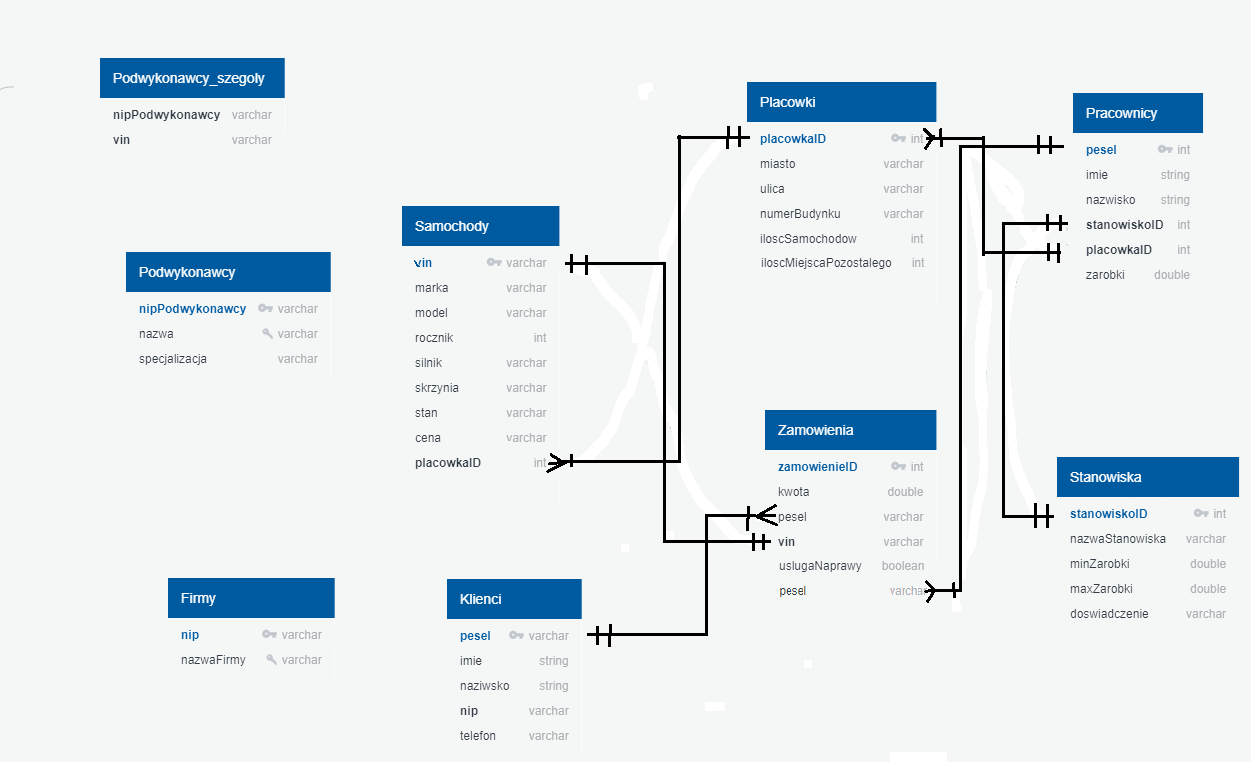 Podwykonawcy_szegoly
nipPodwykonawcy varchar
vin varchar
Placowki
placowkaID int
miasto varchar
ulica varchar
numerBudynku varchar
iloscSamochodow int
iloscMiejscaPozostalego int
Pracownicy
pesel int
imie string
nazwisko string
stanowiskoID int
placowkaID int
zarobki double
Samochody
vin varchar
marka varchar
model varchar
rocznik int
silnik varchar
skrzynia varchar
stan varchar
cena varchar
placowkaID int
Podwykonawcy
nipPodwykonawcy varchar
nazwa varchar
specjalizacja varchar
Zamowienia
zamowienieID int
kwota double
pesel varchar
vin varchar
uslugaNaprawy boolean
pesel varchar
Stanowiska
stanowiskoID int
nazwaStanowiska varchar
minZarobki double
maxZarobki double
doswiadczenie varchar
Firmy
nip varchar
nazwaFirmy varchar
Klienci
pesel varchar
imie string
naziwsko string
nip varchar
telefon varchar